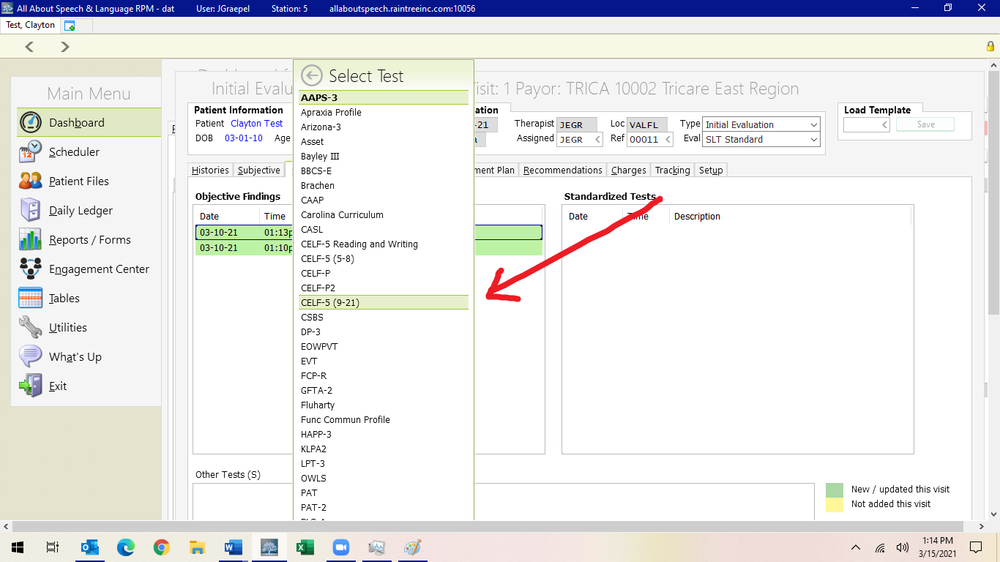 All About Speech & Language RPM - dat User: JGraepel Station: 5 allaboutspeech.raintreeinc.com:10056
Test, Clayton
Main Menu
Dashboard
Scheduler
Patient Files
Daily Ledger
Reports / Forms
Engagement Center
Tables
Utilities
What's Up
Exit
Initial Evalu
isit: 1 Payor: TRICA 10002 Tricare East Region
Patient Information
Patient Clayton Test
DOB 03-01-10 Age
ation
-21 Therapist JEGR Loc VALFL Type Initial Evaluation
a Assigned JEGR Ref 00011 Eval SLT Standard
Load Template
Save
Histories Subjective ment Plan Recommendations Charges Tracking Setup
Objective Findings
Date Time
03-10-21 01:13p
03-10-21 01:10p
Select Test
AAPS-3
Apraxia Profile
Arizona-3
Asset
Bayley III
BBCS-E
Brachen
CAAP
Carolina Curriculum
CASL
CELF-5 Reading and Writing
CELF-5 (5-8)
CELF-P
CELF-P2
CELF-5 (9-21)
CSBS
DP-3
EOWPVT
EVT
FCP-R
GFTA-2
Fluharty
Func Commun Profile
HAPP-3
KLPA2
LPT-3
OWLS
PAT
PAT-2
Standardized Tests
Date Time Description
Other Tests (S)
New / updated this visit
Not added this visit
1:14 PM
3/15/2021